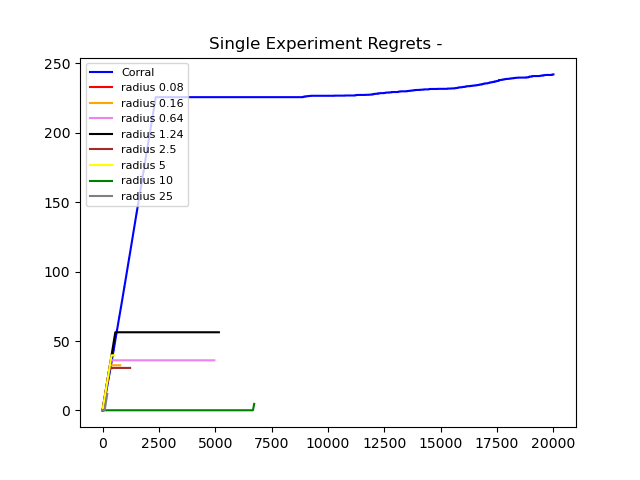 Single Experiment Regrets -
250
200
150
100
50
0
Corral
radius 0.08
radius 0.16
radius 0.64
radius 1.24
radius 2.5
radius 5
radius 10
radius 25
0 2500 5000 7500 10000 12500 15000 17500 20000